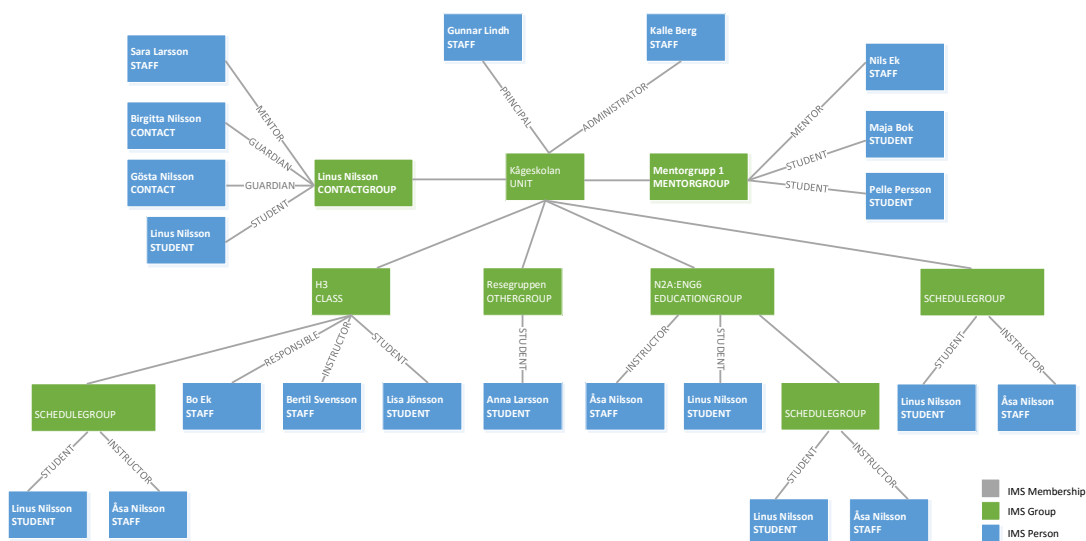 Gunnar Lindh
STAFF
Kalle Berg
STAFF
Sara Larsson
STAFF
Nils Ek
STAFF
PRINCIPAL
ADMINISTRATOR
MENTOR
MENTOR
Birgitta Nilsson
CONTACT
GUARDIAN
Maja Bok
STUDENT
STUDENT
Gösta Nilsson
CONTACT
GUARDIAN
Linus Nilsson
CONTACTGROUP
Kågeskolan
UNIT
Mentorgrupp 1
MENTORGROUP
STUDENT
Pelle Persson
STUDENT
Linus Nilsson
STUDENT
STUDENT
H3
CLASS
Resegruppen
OTHERGROUP
N2A:ENG6
EDUCATIONGROUP
SCHEDULEGROUP
RESPONSIBLE
INSTRUCTOR
STUDENT
STUDENT
INSTRUCTOR
STUDENT
STUDENT
INSTRUCTOR
SCHEDULEGROUP
Bo Ek
STAFF
Bertil Svensson
STAFF
Lisa Jönsson
STUDENT
Anna Larsson
STUDENT
Åsa Nilsson
STAFF
Linus Nilsson
STUDENT
SCHEDULEGROUP
Linus Nilsson
STUDENT
Åsa Nilsson
STAFF
STUDENT
INSTRUCTOR
STUDENT
INSTRUCTOR
Linus Nilsson
STUDENT
Åsa Nilsson
STAFF
Linus Nilsson
STUDENT
Åsa Nilsson
STAFF
IMS Membership
IMS Group
IMS Person